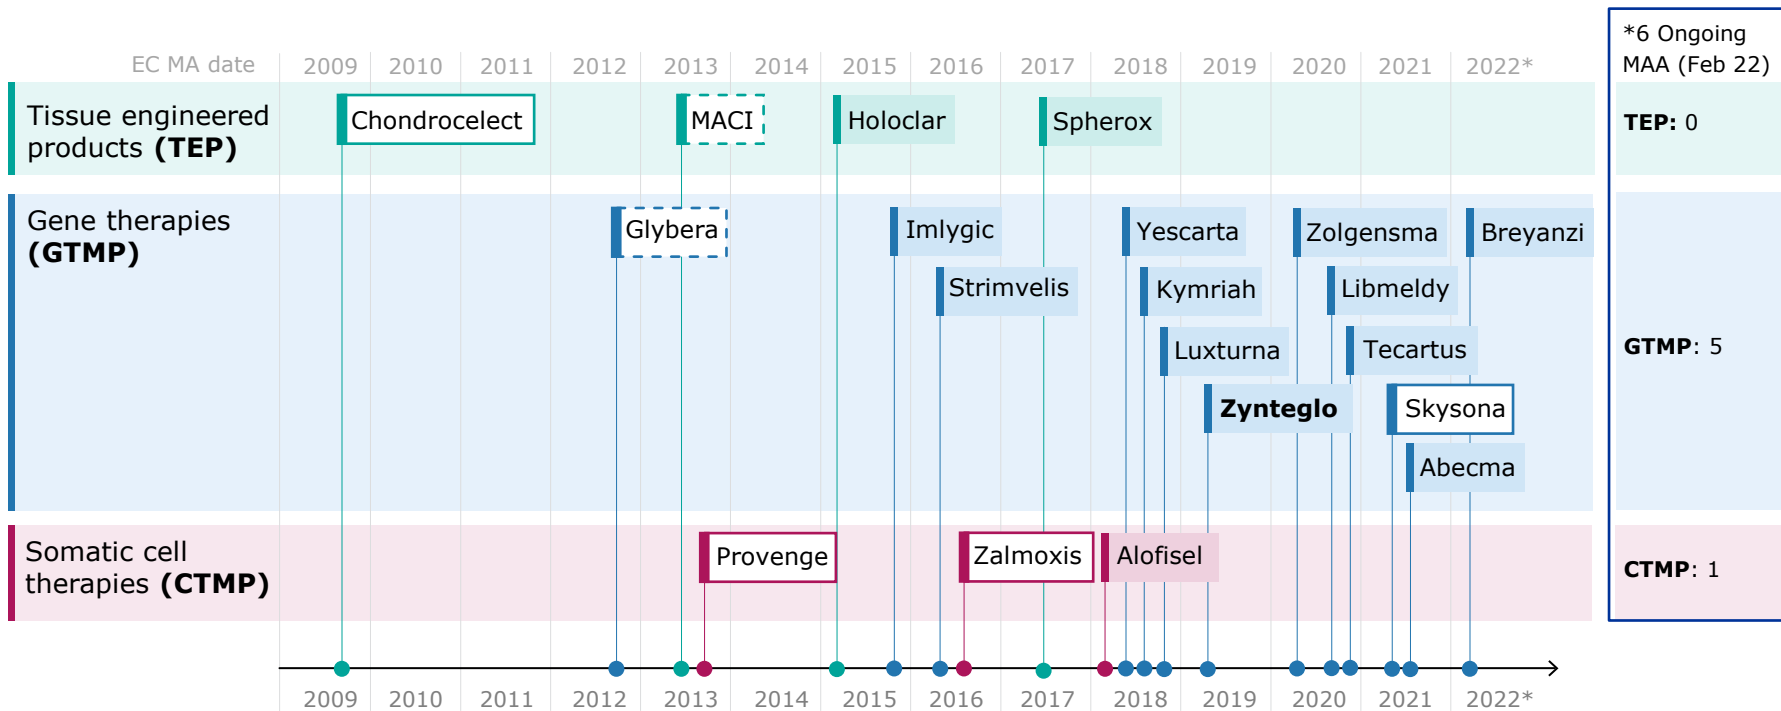 EC MA date 2009 2010 2011 2012 2013 2014 2015 2016 2017 2018 2019 2020 2021 2022*
*6 Ongoing
MAA (Feb 22)
Tissue engineered
products (TEP)
Chondrocelect MACI Holoclar Spherox
TEP: 0
Gene therapies
(GTMP)
Glybera Imlygic Yescarta Zolgensma Breyanzi
Strimvelis Kymriah Libmeldy
Luxturna Tecartus
GTMP: 5
Zynteglo Skysona
Abecma
Somatic cell
therapies (CTMP)
Provenge Zalmoxis Alofisel
CTMP: 1
2009 2010 2011 2012 2013 2014 2015 2016 2017 2018 2019 2020 2021 2022*